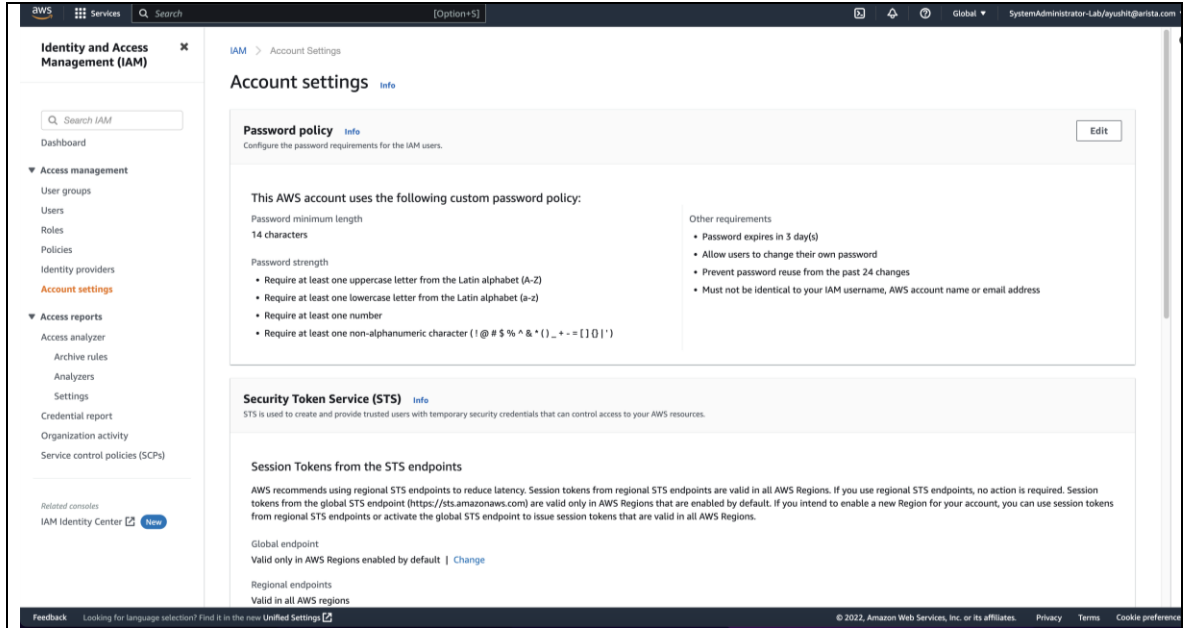 aws Services Search [Option+S] Global SystemAdministrator-Lab/ayushit@arista.com
Identity and Access Management (IAM)
Search IAM
Dashboard
Access management
User groups
Users
Roles
Policies
Identity providers
Account settings
Access reports
Access analyzer
Archive rules
Analyzers
Settings
Credential report
Organization activity
Service control policies (SCPs)
Related consoles
IAM Identity Center New
IAM > Account Settings
Account settings Info
Password policy Info
Edit
Configure the password requirements for the IAM users.
This AWS account uses the following custom password policy:
Password minimum length
14 characters
Password strength
• Require at least one uppercase letter from the Latin alphabet (A-Z)
• Require at least one lowercase letter from the Latin alphabet (a-z)
• Require at least one number
• Require at least one non-alphanumeric character ( ! @ # $ % ^ & * ( ) _ + - = [ ] {} | ' )
Other requirements
• Password expires in 3 day(s)
• Allow users to change their own password
• Prevent password reuse from the past 24 changes
• Must not be identical to your IAM username, AWS account name or email address
Security Token Service (STS) Info
STS is used to create and provide trusted users with temporary security credentials that can control access to your AWS resources.
Session Tokens from the STS endpoints
AWS recommends using regional STS endpoints to reduce latency. Session tokens from regional STS endpoints are valid in all AWS Regions. If you use regional STS endpoints, no action is required. Session
tokens from the global STS endpoint (https://sts.amazonaws.com) are valid only in AWS Regions that are enabled by default. If you intend to enable a new Region for your account, you can use session tokens
from regional STS endpoints or activate the global STS endpoint to issue session tokens that are valid in all AWS Regions.
Global endpoint
Valid only in AWS Regions enabled by default | Change
Regional endpoints
Valid in all AWS regions
Feedback Looking for language selection? Find it in the new Unified Settings © 2022, Amazon Web Services, Inc. or its affiliates. Privacy Terms Cookie preference